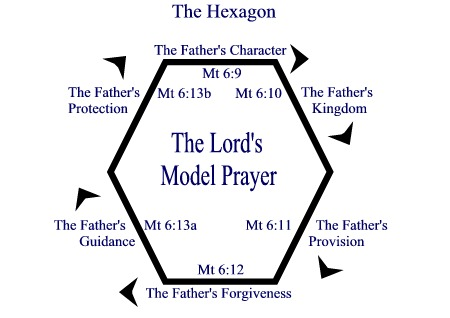 The Hexagon
The Father's Character
Mt 6:9
The Father's
Protection
Mt 6:13b
Mt 6:10
The Father's
Kingdom
The Lord's
Model Prayer
The Father's
Guidance
Mt 6:13a
Mt 6:11
The Father's
Provision
Mt 6:12
The Father's Forgiveness